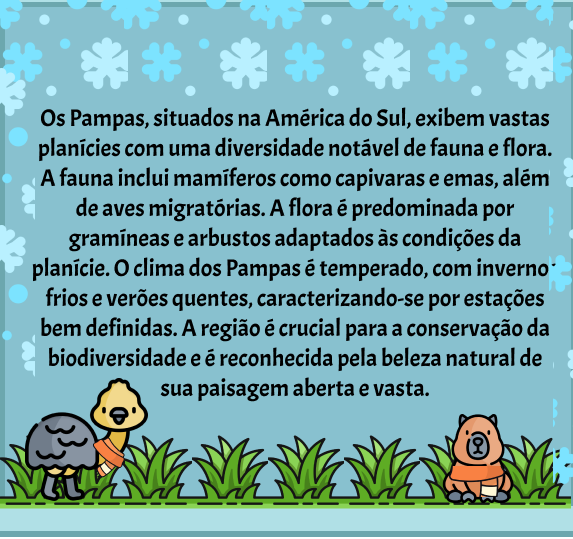 Os Pampas, situados na América do Sul, exibem vastas
planícies com uma diversidade notável de fauna e flora.
A fauna inclui mamíferos como capivaras e emas, além
de aves migratórias. A flora é predominada por
gramíneas e arbustos adaptados às condições da
planície. O clima dos Pampas é temperado, com inverno
frios e verões quentes, caracterizando-se por estações
bem definidas. A região é crucial para a conservação da
biodiversidade e é reconhecida pela beleza natural de
sua paisagem aberta e vasta.